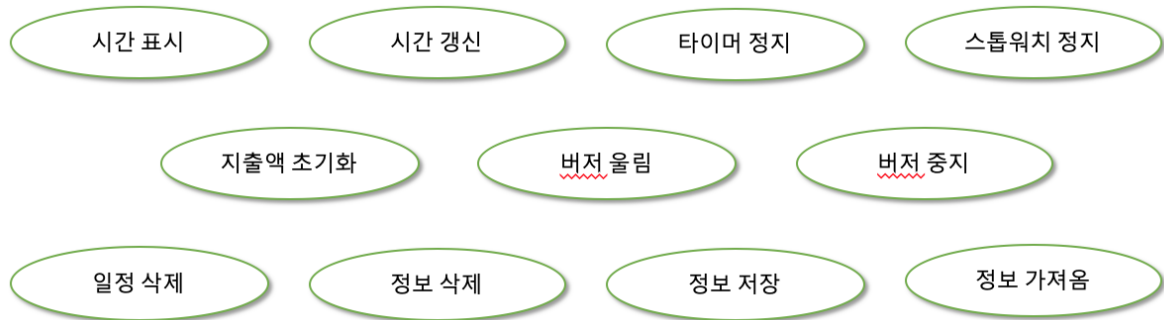 시간 표시
시간 갱신
타이머 정지
스톱워치 정지
지출액 초기화
버저 울림
버저 중지
일정 삭제
정보 삭제
정보 저장
정보 가져옴